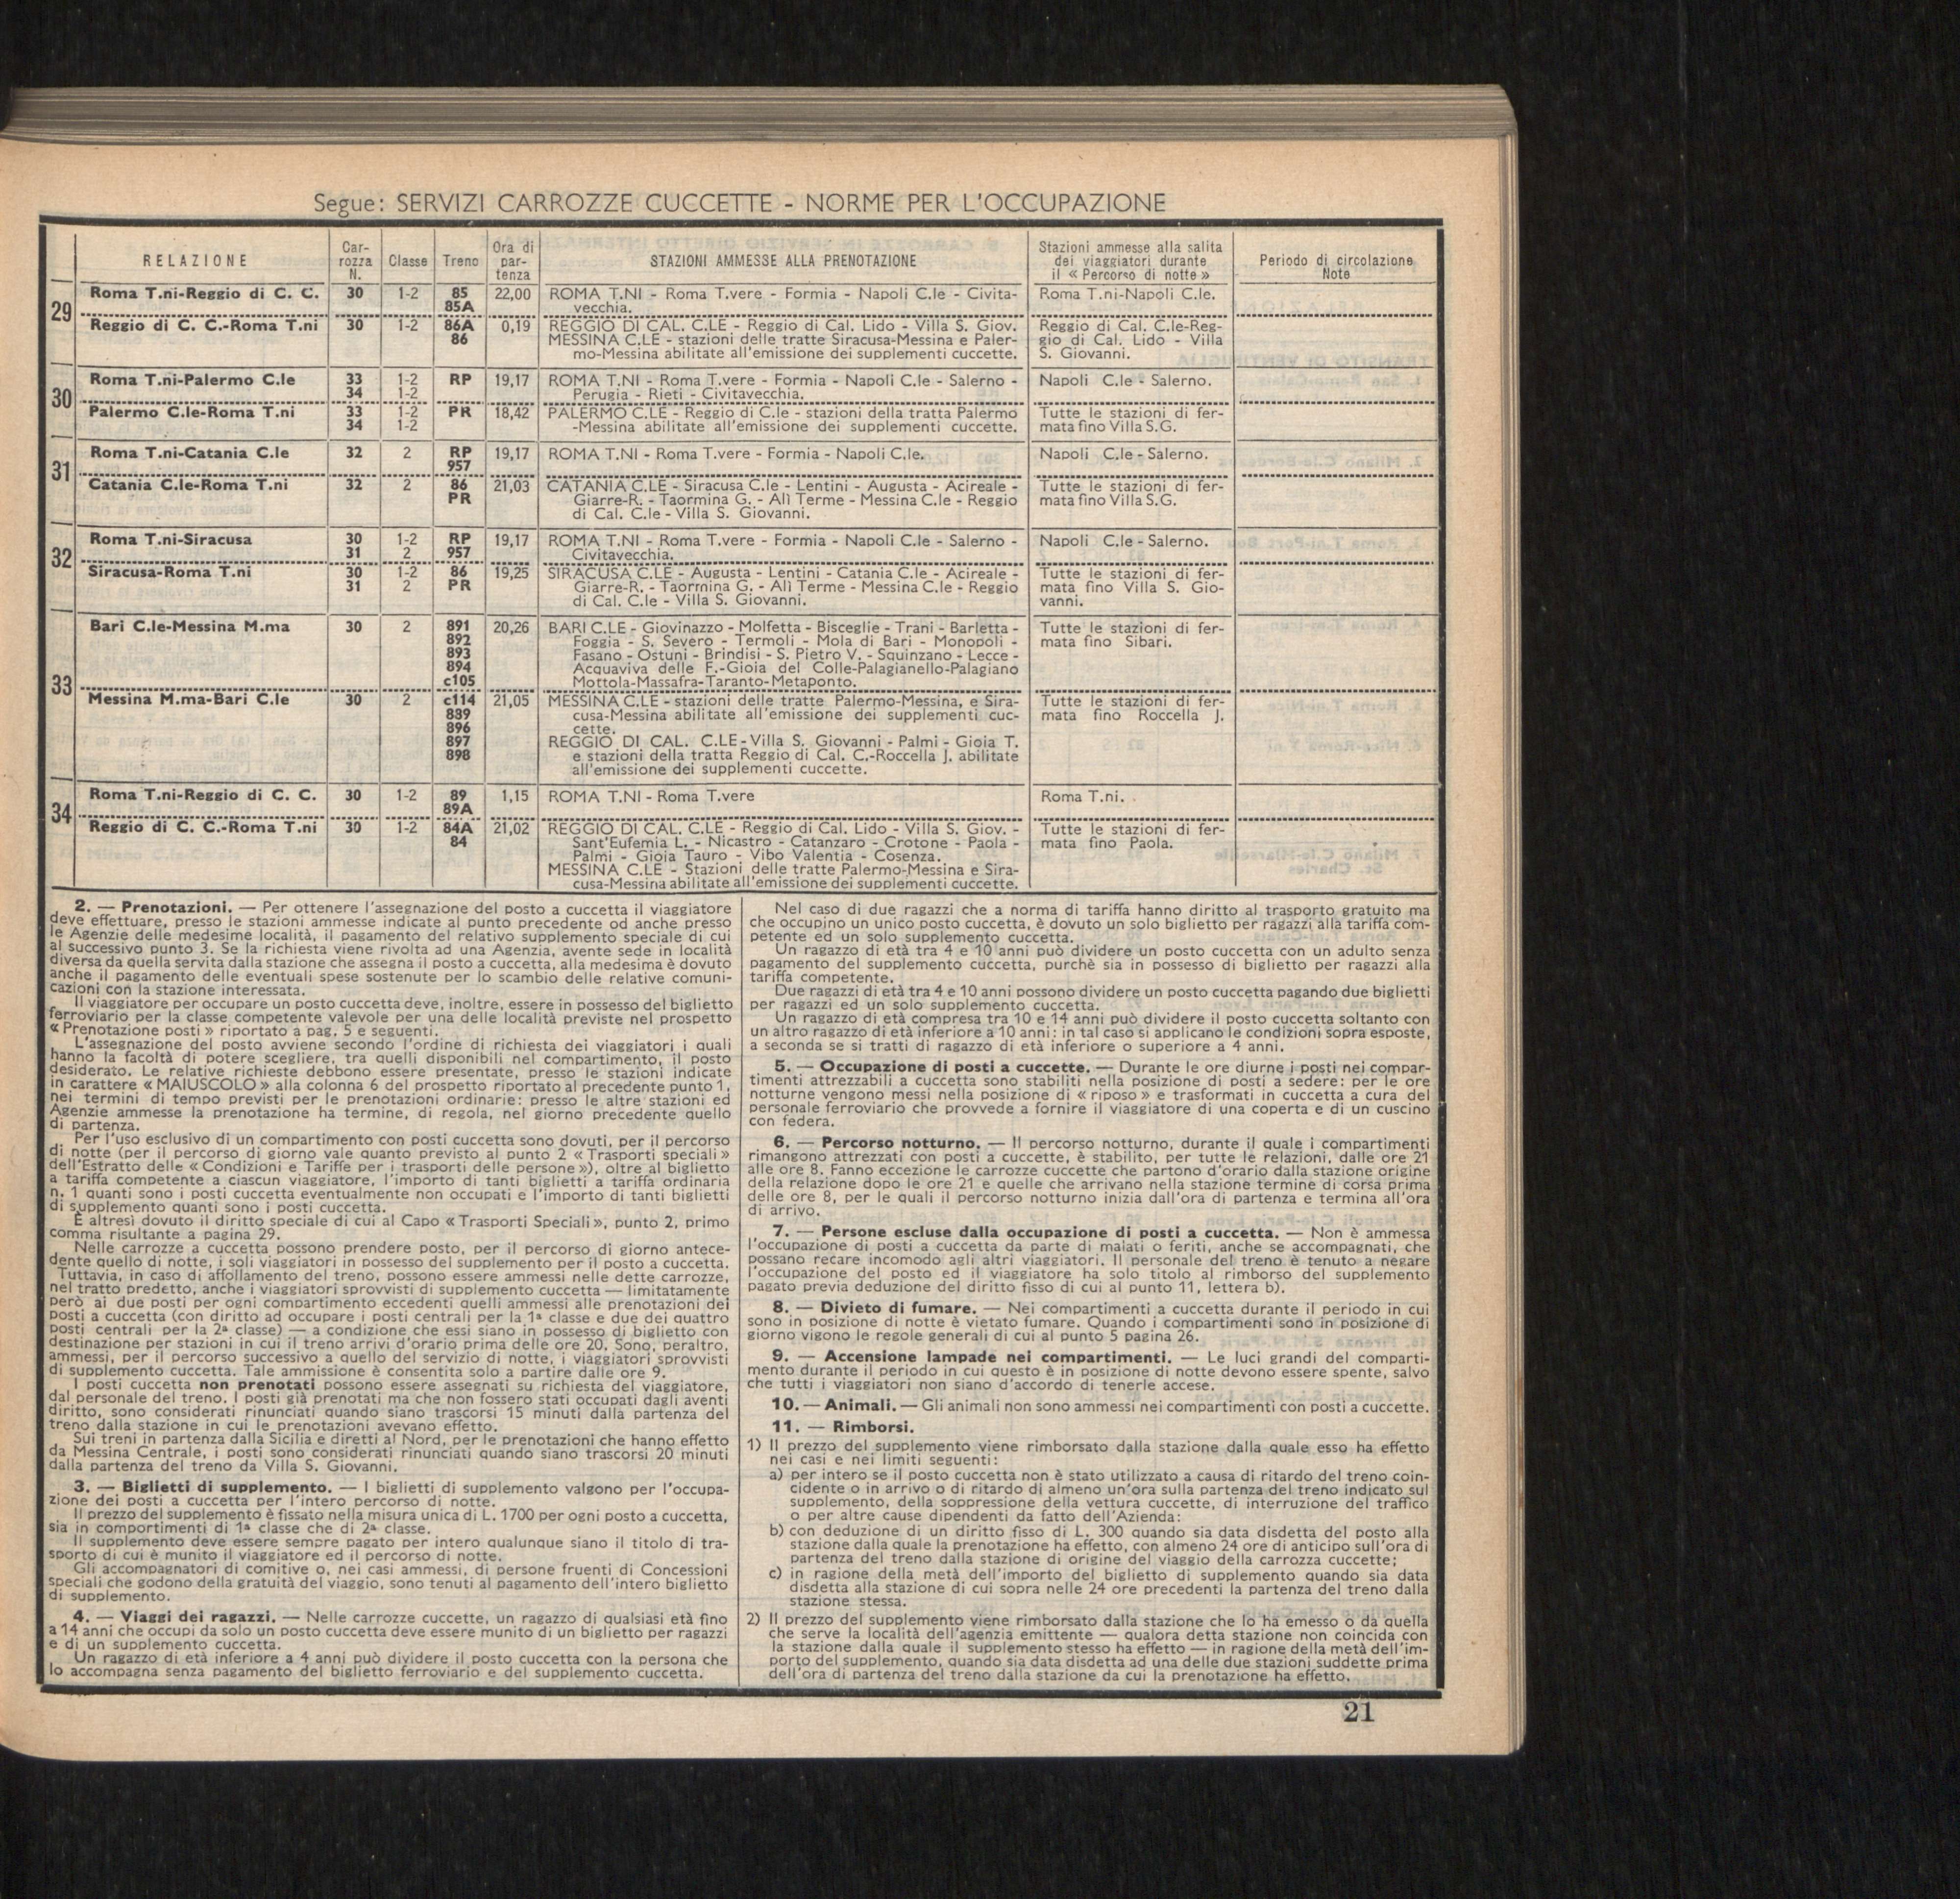 Segue: SERVIZI CARROZZE CUCCETTE - NORME PER L'OCCUPAZIONE
RELAZIONE
Car-
rozza
N.
Classe
Treno
Ora di
par-
tenza
STAZIONI AMMESSE ALLA PRENOTAZIONE
Stazioni ammesse alla salita
dei viaggiatori durante
il « Percorso di notte »
Periodo di circolazione
Note
29
Roma T.ni-Reggio di C. C. 30 1-2 85 22,00 ROMA T.NI - Roma T.vere - Formia - Napoli C.le - Civita- Roma T.ni-Napoli C.le.
85A vecchia.
Reggio di C. C.-Roma T.ni 30 1-2 86A 0,19 REGGIO DI CAL. C.LE - Reggio di Cal. Lido - Villa S. Giov. Reggio di Cal. C.le-Reg-
86 MESSINA C.LE - stazioni delle tratte Siracusa-Messina e Paler- gio di Cal. Lido - Villa
mo-Messina abilitate all'emissione dei supplementi cuccette. S. Giovanni.
30
Roma T.ni-Palermo C.le 33 1-2 RP 19,17 ROMA T.NI - Roma T.vere - Formia - Napoli C.le - Salerno - Napoli C.le - Salerno.
34 1-2 Perugia - Rieti - Civitavecchia.
Palermo C.le-Roma T.ni 33 1-2 PR 18,42 PALERMO C.LE - Reggio di C.le - stazioni della tratta Palermo Tutte le stazioni di fer-
34 1-2 -Messina abilitate all'emissione dei supplementi cuccette. mata fino Villa S.G.
31
Roma T.ni-Catania C.le 32 2 RP 19,17 ROMA T.NI - Roma T.vere - Formia - Napoli C.le. Napoli C.le - Salerno.
957
Catania C.le-Roma T.ni 32 2 86 21,03 CATANIA C.LE - Siracusa C.le - Lentini - Augusta - Acireale - Tutte le stazioni di fer-
PR Giarre-R. - Taormina G. - Alì Terme - Messina C.le - Reggio mata fino Villa S.G.
di Cal. C.le - Villa S. Giovanni.
32
Roma T.ni-Siracusa 30 1-2 RP 19,17 ROMA T.NI - Roma T.vere - Formia - Napoli C.le - Salerno - Napoli C.le - Salerno.
31 2 957 Civitavecchia.
Siracusa-Roma T.ni 30 1-2 86 19,25 SIRACUSA C.LE - Augusta - Lentini - Catania C.le - Acireale - Tutte le stazioni di fer-
31 2 PR Giarre-R. - Taormina G. - Alì Terme - Messina C.le - Reggio mata fino Villa S. Gio-
di Cal. C.le - Villa S. Giovanni. vanni.
33
Bari C.le-Messina M.ma 30 2 891 20,26 BARI C.LE - Giovinazzo - Molfetta - Bisceglie - Trani - Barletta - Tutte le stazioni di fer-
892 Foggia - S. Severo - Termoli - Mola di Bari - Monopoli - mata fino Sibari.
893 Fasano - Ostuni - Brindisi - S. Pietro V. - Squinzano - Lecce -
894 Acquaviva delle F.-Gioia del Colle-Palagianello-Palagiano
c105 Mottola-Massafra-Taranto-Metaponto.
Messina M.ma-Bari C.le 30 2 c114 21,05 MESSINA C.LE - stazioni delle tratte Palermo-Messina, e Sira- Tutte le stazioni di fer-
889 cusa-Messina abilitate all'emissione dei supplementi cuc- mata fino Roccella J.
896 cette.
897 REGGIO DI CAL. C.LE-Villa S. Giovanni - Palmi - Gioia T.
898 e stazioni della tratta Reggio di Cal. C.-Roccella J. abilitate
all'emissione dei supplementi cuccette.
34
Roma T.ni-Reggio di C. C. 30 1-2 89 1,15 ROMA T.NI - Roma T.vere Roma T.ni.
89A
Reggio di C. C.-Roma T.ni 30 1-2 84A 21,02 REGGIO DI CAL. C.LE - Reggio di Cal. Lido - Villa S. Giov. - Tutte le stazioni di fer-
84 Sant'Eufemia L. - Nicastro - Catanzaro - Crotone - Paola - mata fino Paola.
Palmi - Gioia Tauro - Vibo Valentia - Cosenza.
MESSINA C.LE - Stazioni delle tratte Palermo-Messina e Sira-
cusa-Messina abilitate all'emissione dei supplementi cuccette.
2. — Prenotazioni. — Per ottenere l'assegnazione del posto a cuccetta il viaggiatore
deve effettuare, presso le stazioni ammesse indicate al punto precedente od anche presso
le Agenzie delle medesime località, il pagamento del relativo supplemento speciale di cui
al successivo punto 3. Se la richiesta viene rivolta ad una Agenzia, avente sede in località
diversa da quella servita dalla stazione che assegna il posto a cuccetta, alla medesima è dovuto
anche il pagamento delle eventuali spese sostenute per lo scambio delle relative comuni-
cazioni con la stazione interessata.
Il viaggiatore per occupare un posto cuccetta deve, inoltre, essere in possesso del biglietto
ferroviario per la classe competente valevole per una delle località previste nel prospetto
« Prenotazione posti » riportato a pag. 5 e seguenti.
L'assegnazione del posto avviene secondo l'ordine di richiesta dei viaggiatori i quali
hanno la facoltà di potere scegliere, tra quelli disponibili nel compartimento, il posto
desiderato. Le relative richieste debbono essere presentate, presso le stazioni indicate
in carattere « MAIUSCOLO » alla colonna 6 del prospetto riportato al precedente punto 1,
nei termini di tempo previsti per le prenotazioni ordinarie: presso le altre stazioni ed
Agenzie ammesse la prenotazione ha termine, di regola, nel giorno precedente quello
di partenza.
Per l'uso esclusivo di un compartimento con posti cuccetta sono dovuti, per il percorso
di notte (per il percorso di giorno vale quanto previsto al punto 2 « Trasporti speciali »
dell'Estratto delle « Condizioni e Tariffe per i trasporti delle persone »), oltre al biglietto
a tariffa competente a ciascun viaggiatore, l'importo di tanti biglietti a tariffa ordinaria
n. 1 quanti sono i posti cuccetta eventualmente non occupati e l'importo di tanti biglietti
di supplemento quanti sono i posti cuccetta.
È altresì dovuto il diritto speciale di cui al Capo « Trasporti Speciali », punto 2, primo
comma risultante a pagina 29.
Nelle carrozze a cuccetta possono prendere posto, per il percorso di giorno antece-
dente quello di notte, i soli viaggiatori in possesso del supplemento per il posto a cuccetta.
Tuttavia, in caso di affollamento del treno, possono essere ammessi nelle dette carrozze,
nel tratto predetto, anche i viaggiatori sprovvisti di supplemento cuccetta — limitatamente
però ai due posti per ogni compartimento eccedenti quelli ammessi alle prenotazioni dei
posti a cuccetta (con diritto ad occupare i posti centrali per la 1ª classe e due dei quattro
posti centrali per la 2ª classe) — a condizione che essi siano in possesso di biglietto con
destinazione per stazioni in cui il treno arrivi d'orario prima delle ore 20. Sono, peraltro,
ammessi, per il percorso successivo a quello del servizio di notte, i viaggiatori sprovvisti
di supplemento cuccetta. Tale ammissione è consentita solo a partire dalle ore 9.
I posti cuccetta non prenotati possono essere assegnati su richiesta del viaggiatore,
dal personale del treno. I posti già prenotati ma che non fossero stati occupati dagli aventi
diritto, sono considerati rinunciati quando siano trascorsi 15 minuti dalla partenza del
treno dalla stazione in cui le prenotazioni avevano effetto.
Sui treni in partenza dalla Sicilia e diretti al Nord, per le prenotazioni che hanno effetto
da Messina Centrale, i posti sono considerati rinunciati quando siano trascorsi 20 minuti
dalla partenza del treno da Villa S. Giovanni.
3. — Biglietti di supplemento. — I biglietti di supplemento valgono per l'occupa-
zione dei posti a cuccetta per l'intero percorso di notte.
Il prezzo del supplemento è fissato nella misura unica di L. 1700 per ogni posto a cuccetta,
sia in comportimenti di 1ª classe che di 2ª classe.
Il supplemento deve essere sempre pagato per intero qualunque siano il titolo di tra-
sporto di cui è munito il viaggiatore ed il percorso di notte.
Gli accompagnatori di comitive o, nei casi ammessi, di persone fruenti di Concessioni
speciali che godono della gratuità del viaggio, sono tenuti al pagamento dell'intero biglietto
di supplemento.
4. — Viaggi dei ragazzi. — Nelle carrozze cuccette, un ragazzo di qualsiasi età fino
a 14 anni che occupi da solo un posto cuccetta deve essere munito di un biglietto per ragazzi
e di un supplemento cuccetta.
Un ragazzo di età inferiore a 4 anni può dividere il posto cuccetta con la persona che
lo accompagna senza pagamento del biglietto ferroviario e del supplemento cuccetta.
Nel caso di due ragazzi che a norma di tariffa hanno diritto al trasporto gratuito ma
che occupino un unico posto cuccetta, è dovuto un solo biglietto per ragazzi alla tariffa com-
petente ed un solo supplemento cuccetta.
Un ragazzo di età tra 4 e 10 anni può dividere un posto cuccetta con un adulto senza
pagamento del supplemento cuccetta, purchè sia in possesso di biglietto per ragazzi alla
tariffa competente.
Due ragazzi di età tra 4 e 10 anni possono dividere un posto cuccetta pagando due biglietti
per ragazzi ed un solo supplemento cuccetta.
Un ragazzo di età compresa tra 10 e 14 anni può dividere il posto cuccetta soltanto con
un altro ragazzo di età inferiore a 10 anni: in tal caso si applicano le condizioni sopra esposte,
a seconda se si tratti di ragazzo di età inferiore o superiore a 4 anni.
5. — Occupazione di posti a cuccette. — Durante le ore diurne i posti nei compar-
timenti attrezzabili a cuccetta sono stabiliti nella posizione di posti a sedere: per le ore
notturne vengono messi nella posizione di « riposo » e trasformati in cuccetta a cura del
personale ferroviario che provvede a fornire il viaggiatore di una coperta e di un cuscino
con federa.
6. — Percorso notturno. — Il percorso notturno, durante il quale i compartimenti
rimangono attrezzati con posti a cuccette, è stabilito, per tutte le relazioni, dalle ore 21
alle ore 8. Fanno eccezione le carrozze cuccette che partono d'orario dalla stazione origine
della relazione dopo le ore 21 e quelle che arrivano nella stazione termine di corsa prima
delle ore 8, per le quali il percorso notturno inizia dall'ora di partenza e termina all'ora
di arrivo.
7. — Persone escluse dalla occupazione di posti a cuccetta. — Non è ammessa
l'occupazione di posti a cuccetta da parte di malati o feriti, anche se accompagnati, che
possano recare incomodo agli altri viaggiatori. Il personale del treno è tenuto a negare
l'occupazione del posto ed il viaggiatore ha solo titolo al rimborso del supplemento
pagato previa deduzione del diritto fisso di cui al punto 11, lettera b).
8. — Divieto di fumare. — Nei compartimenti a cuccetta durante il periodo in cui
sono in posizione di notte è vietato fumare. Quando i compartimenti sono in posizione di
giorno vigono le regole generali di cui al punto 5 pagina 26.
9. — Accensione lampade nei compartimenti. — Le luci grandi del comparti-
mento durante il periodo in cui questo è in posizione di notte devono essere spente, salvo
che tutti i viaggiatori non siano d'accordo di tenerle accese.
10. — Animali. — Gli animali non sono ammessi nei compartimenti con posti a cuccette.
11. — Rimborsi.
1) Il prezzo del supplemento viene rimborsato dalla stazione dalla quale esso ha effetto
nei casi e nei limiti seguenti:
a) per intero se il posto cuccetta non è stato utilizzato a causa di ritardo del treno coin-
cidente o in arrivo o di ritardo di almeno un'ora sulla partenza del treno indicato sul
supplemento, della soppressione della vettura cuccette, di interruzione del traffico
o per altre cause dipendenti da fatto dell'Azienda:
b) con deduzione di un diritto fisso di L. 300 quando sia data disdetta del posto alla
stazione dalla quale la prenotazione ha effetto, con almeno 24 ore di anticipo sull'ora di
partenza del treno dalla stazione di origine del viaggio della carrozza cuccette;
c) in ragione della metà dell'importo del biglietto di supplemento quando sia data
disdetta alla stazione di cui sopra nelle 24 ore precedenti la partenza del treno dalla
stazione stessa.
2) Il prezzo del supplemento viene rimborsato dalla stazione che lo ha emesso o da quella
che serve la località dell'agenzia emittente — qualora detta stazione non coincida con
la stazione dalla quale il supplemento stesso ha effetto — in ragione della metà dell'im-
porto del supplemento, quando sia data disdetta ad una delle due stazioni suddette prima
dell'ora di partenza del treno dalla stazione da cui la prenotazione ha effetto.
21